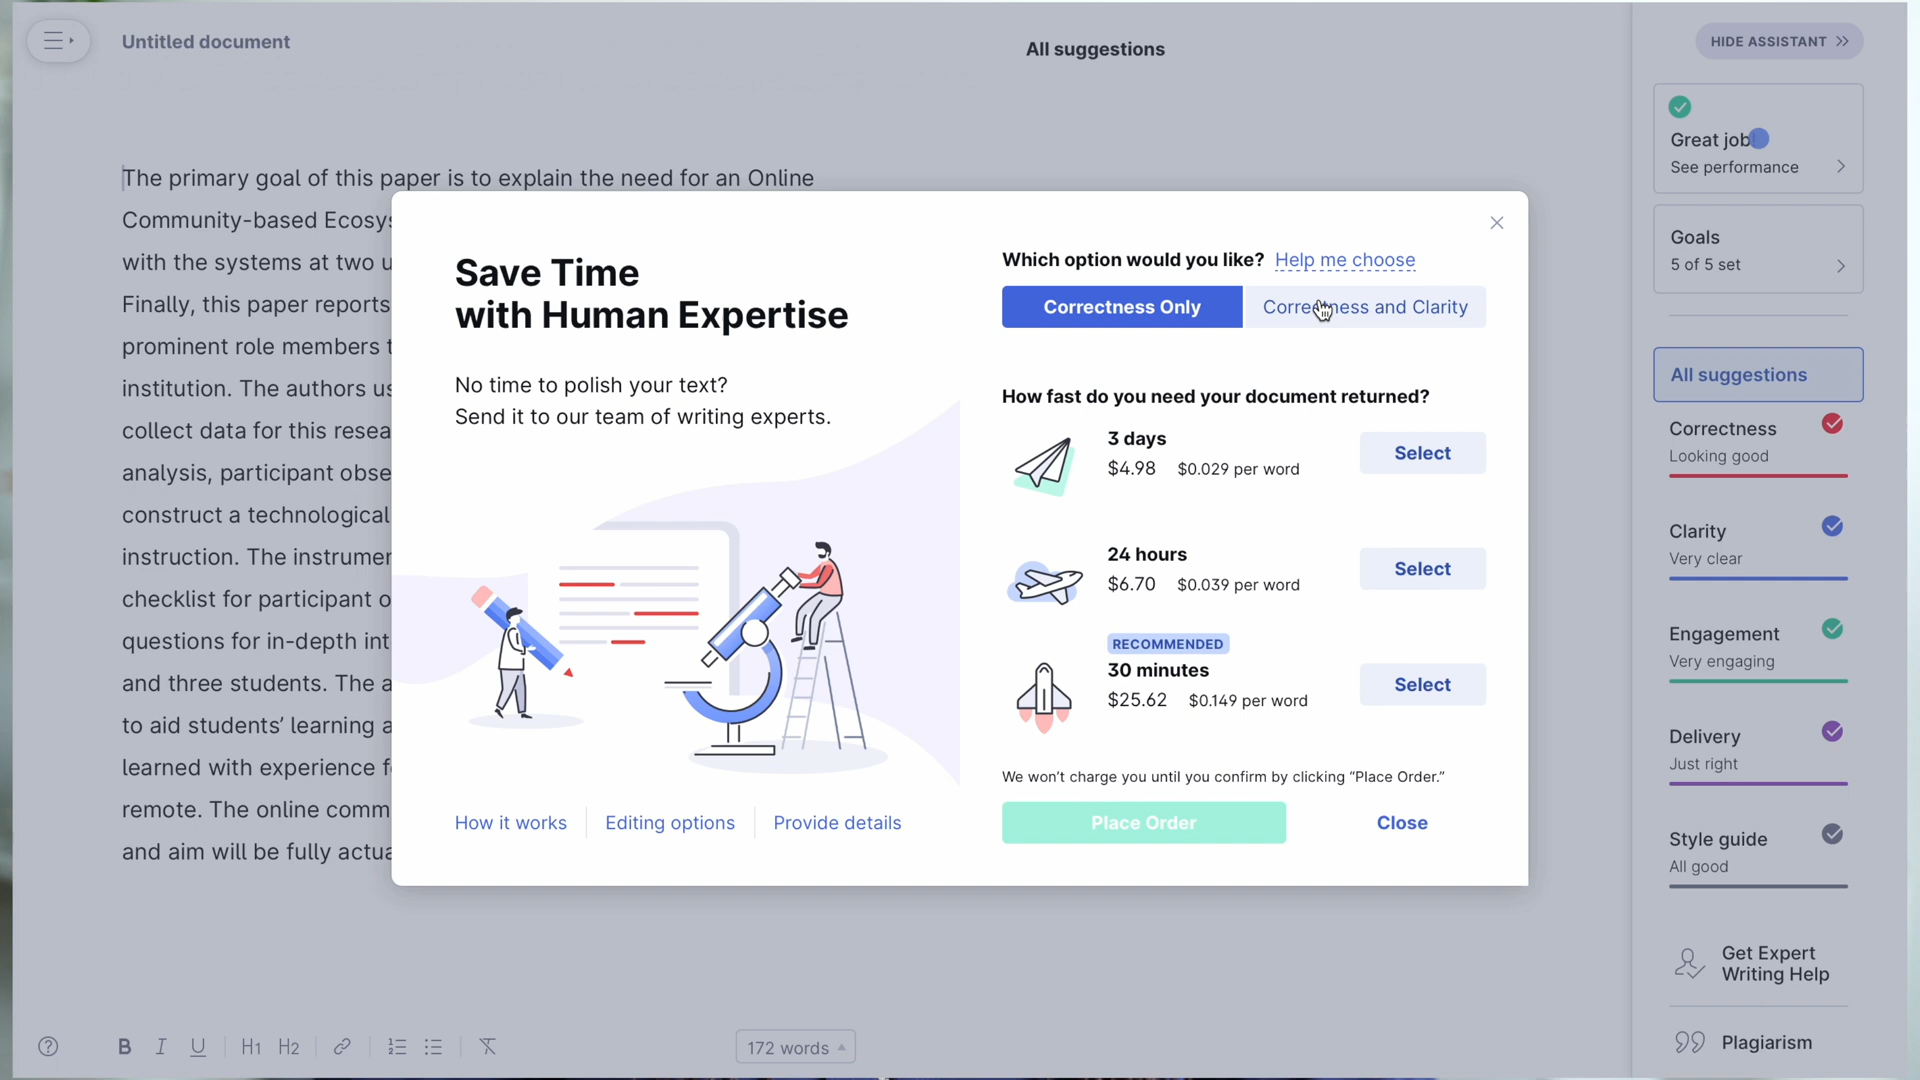 Untitled document
All suggestions
HIDE ASSISTANT
The primary goal of this paper is to explain the need for an Online
Community-based Ecosys
with the systems at two u
Finally, this paper reports
prominent role members t
institution. The authors us
collect data for this resea
analysis, participant obse
construct a technological
instruction. The instrumen
checklist for participant o
questions for in-depth int
and three students. The a
to aid students' learning a
learned with experience f
remote. The online comm
and aim will be fully actua
Save Time
with Human Expertise
No time to polish your text?
Send it to our team of writing experts.
How it works
Editing options
Provide details
Which option would you like? Help me choose
Correctness Only
Correctness and Clarity
How fast do you need your document returned?
3 days
$4.98 $0.029 per word
Select
24 hours
$6.70 $0.039 per word
Select
RECOMMENDED
30 minutes
$25.62 $0.149 per word
Select
We won't charge you until you confirm by clicking “Place Order.”
Place Order
Close
Great job!
See performance
Goals
5 of 5 set
All suggestions
Correctness
Looking good
Clarity
Very clear
Engagement
Very engaging
Delivery
Just right
Style guide
All good
Get Expert
Writing Help
Plagiarism
B I U H1 H2
172 words